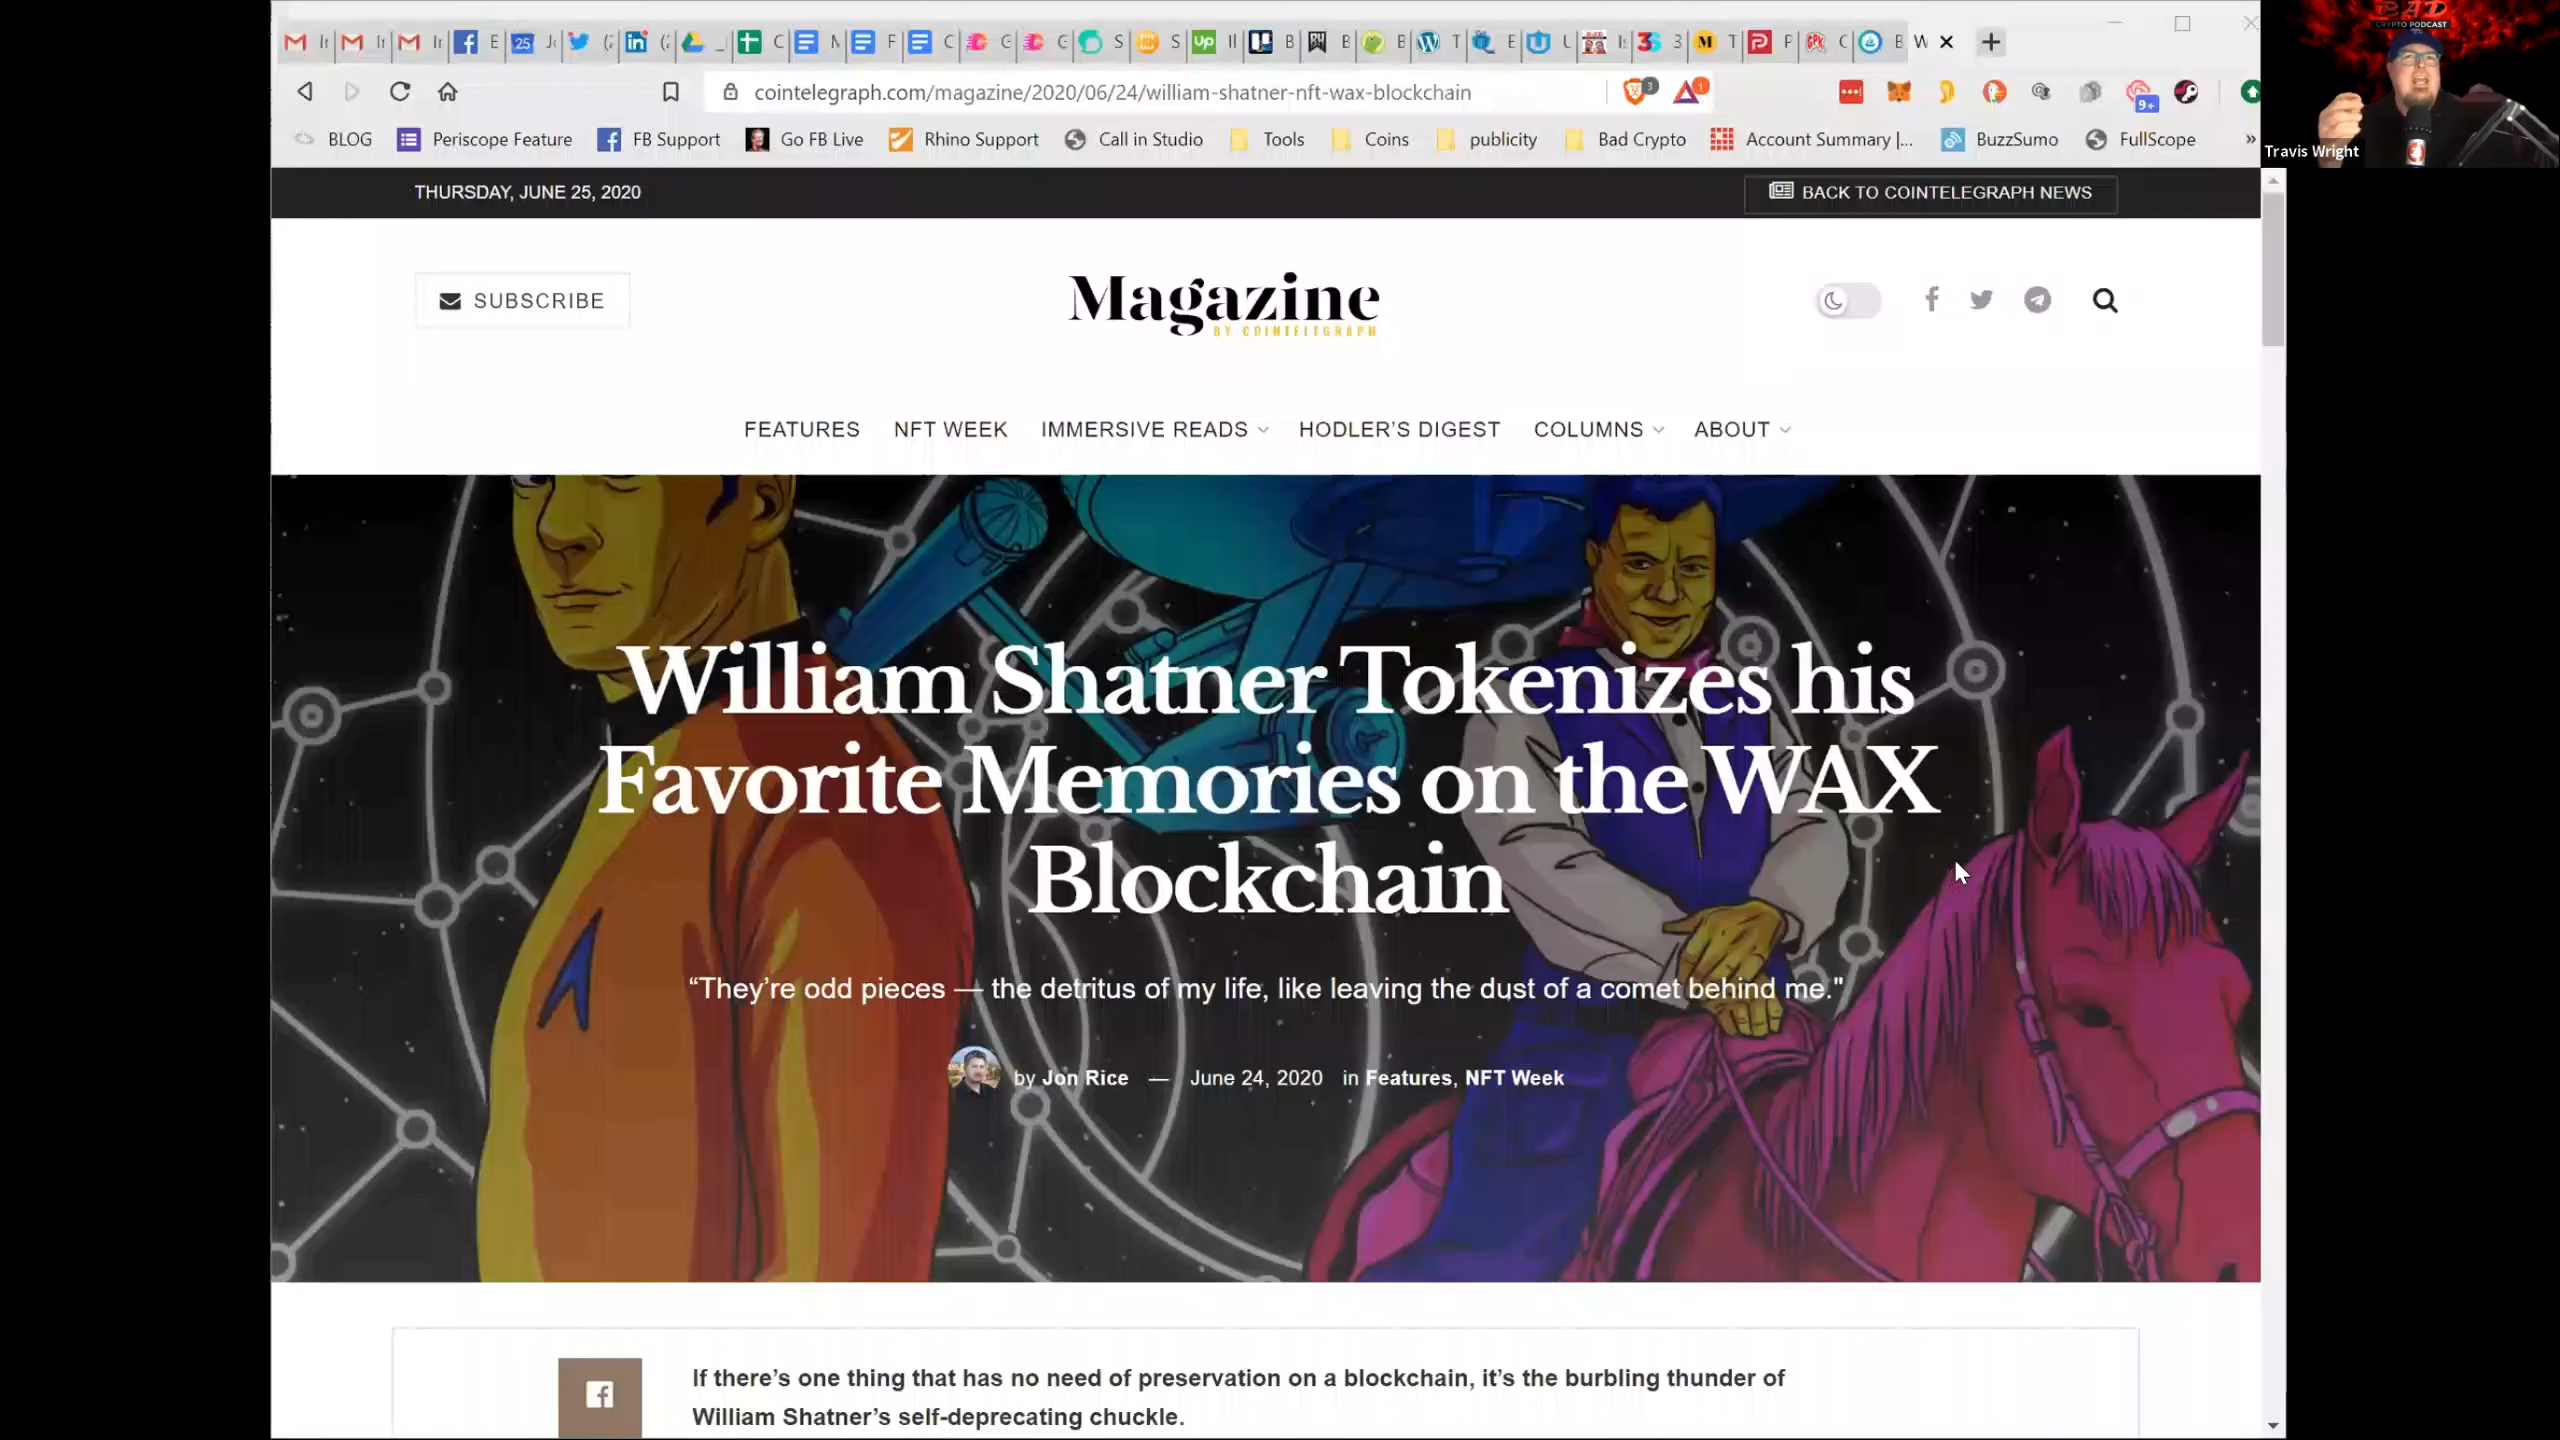 cointelegraph.com/magazine/2020/06/24/william-shatner-nft-wax-blockchain
3
1
9+
BLOG
Periscope Feature
FB Support
Go FB Live
Rhino Support
Call in Studio
Tools
Coins
publicity
Bad Crypto
Account Summary |...
BuzzSumo
FullScope
»
BAD
CRYPTO PODCAST
Travis Wright
THURSDAY, JUNE 25, 2020
BACK TO COINTELEGRAPH NEWS
SUBSCRIBE
Magazine
BY COINTELEGRAPH
FEATURES
NFT WEEK
IMMERSIVE READS
HODLER'S DIGEST
COLUMNS
ABOUT
William Shatner Tokenizes his
Favorite Memories on the WAX
Blockchain
“They’re odd pieces — the detritus of my life, like leaving the dust of a comet behind me."
by Jon Rice — June 24, 2020 in Features, NFT Week
If there’s one thing that has no need of preservation on a blockchain, it’s the burbling thunder of
William Shatner’s self-deprecating chuckle.